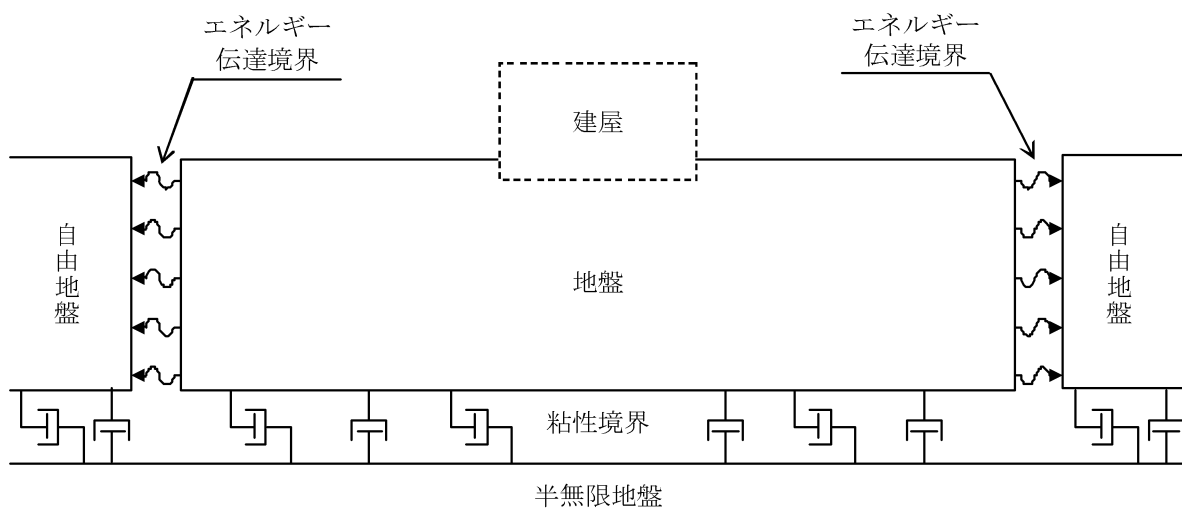 エネルギー
伝達境界
エネルギー
伝達境界
建屋
自由地盤
地盤
自由地盤
粘性境界
半無限地盤